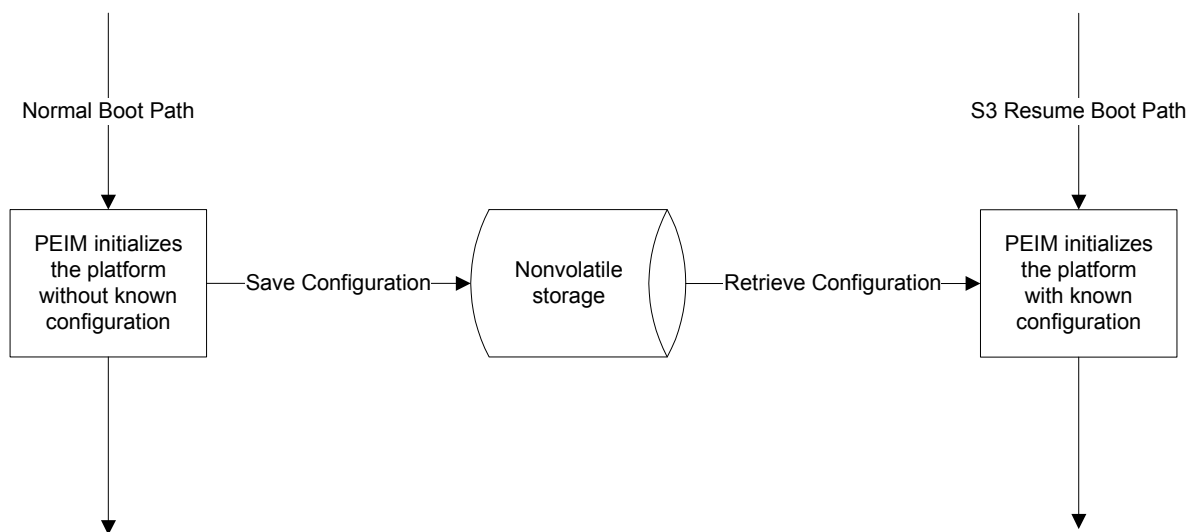 Normal Boot Path
S3 Resume Boot Path
PEIM initializes
the platform
without known
configuration
Save Configuration
Nonvolatile
storage
Retrieve Configuration
PEIM initializes
the platform
with known
configuration